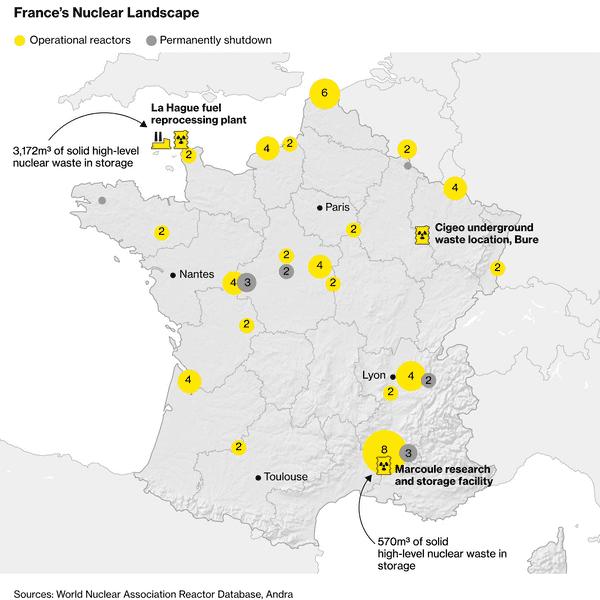 France's Nuclear Landscape
Operational reactors
Permanently shutdown
6
La Hague fuel
reprocessing plant
3,172m³ of solid high-level
nuclear waste in storage
2
4
2
2
4
Paris
2
2
Cigeo underground
waste location, Bure
2
2
4
2
Nantes
4
3
2
2
2
Lyon
4
2
4
2
2
8
3
Marcoule research
and storage facility
Toulouse
570m³ of solid
high-level nuclear waste in
storage
Sources: World Nuclear Association Reactor Database, Andra